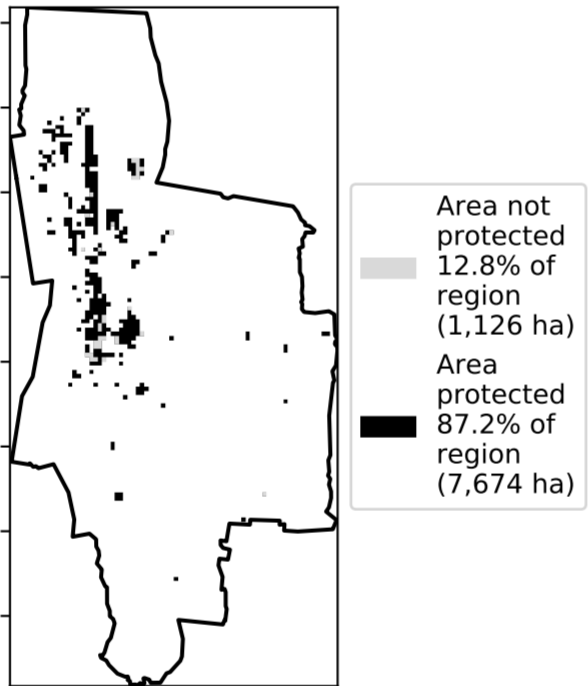 Area not
protected
12.8% of
region
(1,126 ha)
Area
protected
87.2% of
region
(7,674 ha)